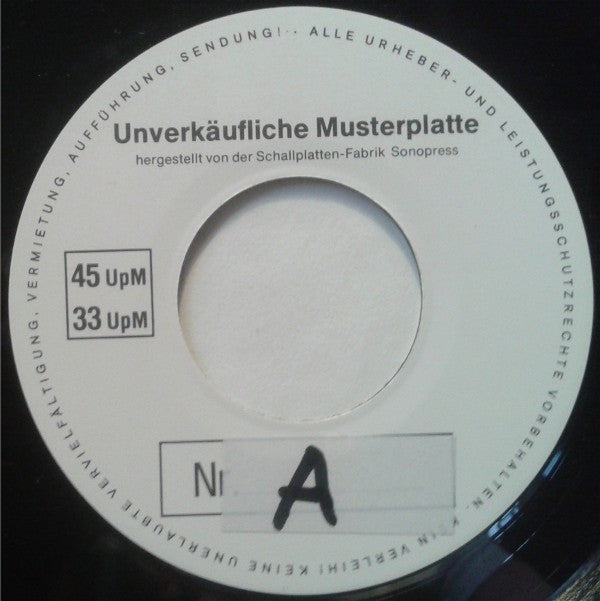 Unverkäufliche Musterplatte
hergestellt von der Schallplatten-Fabrik Sonopress
45 UpM
33 UpM
Nr.
A
ALLE URHEBER- UND LEISTUNGSSCHUTZRECHTE VORBEHALTEN. KEIN VERLEIH! KEINE UNERLAUBTE VERVIELFÄLTIGUNG, VERMIETUNG, AUFFÜHRUNG, SENDUNG!